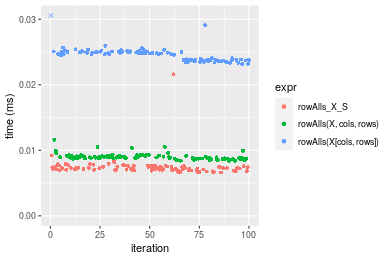 0.03
0.02
0.01
0.00
time (ms)
0
25
50
75
100
iteration
expr
rowAlls_X_S
rowAlls(X, cols, rows)
rowAlls(X[cols, rows])